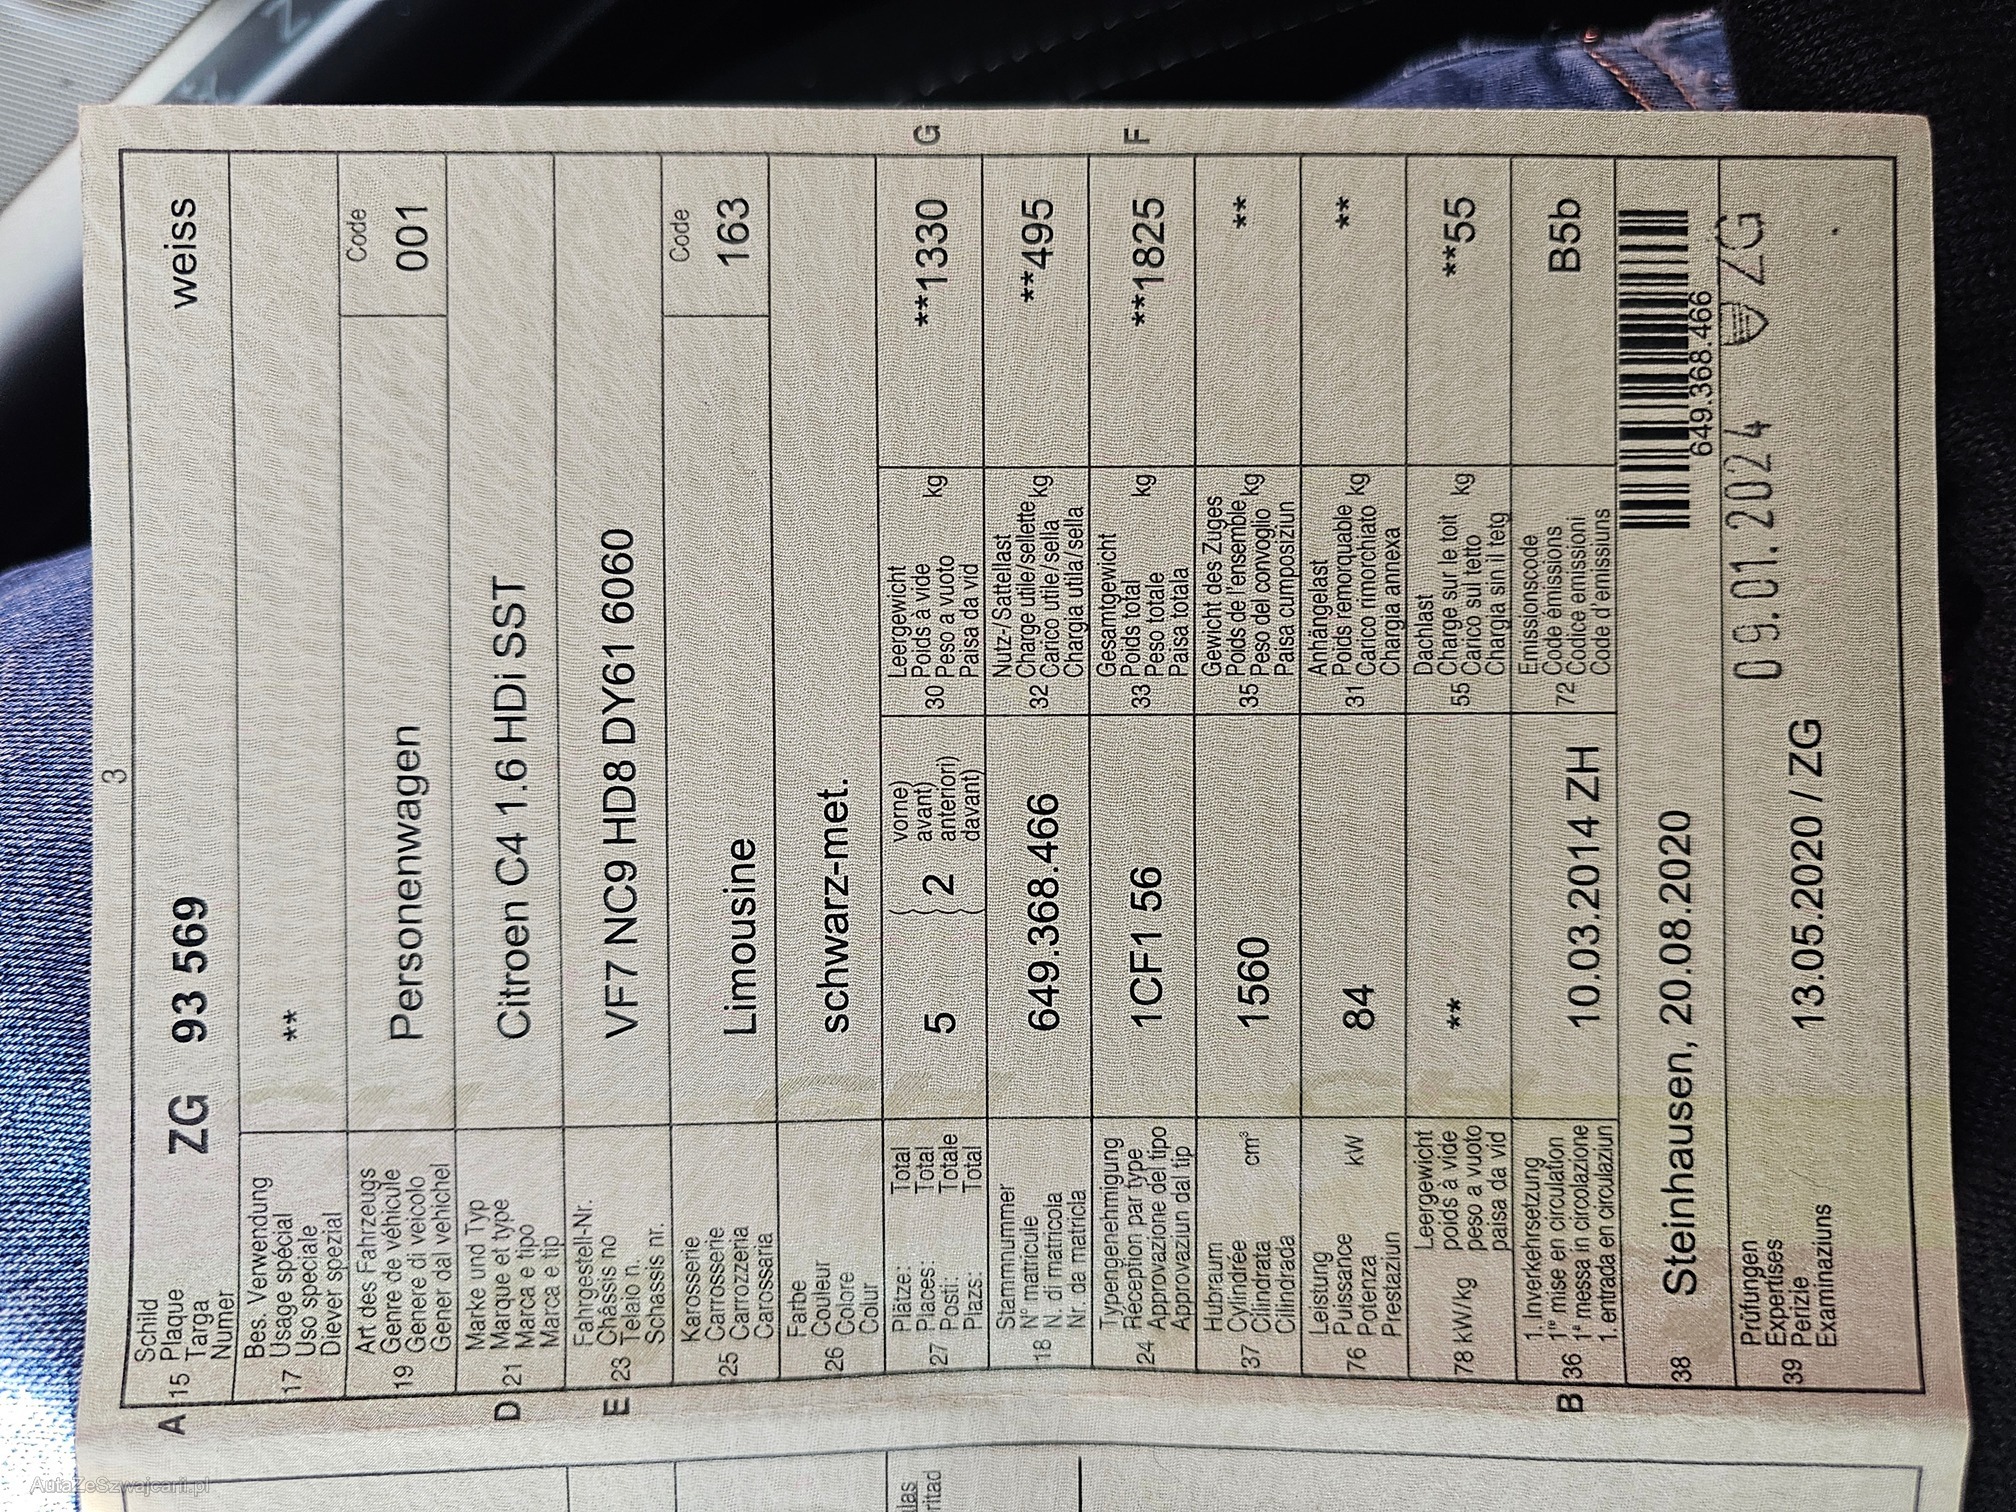 3
Schild
A 15 Plaque ZG 93 569 weiss
Targa
Numer
Bes. Verwendung
17 Usage spécial **
Uso speciale
Diever spezial
Art des Fahrzeugs Code
19 Genre de véhicule Personenwagen 001
Genere di veicolo
Gener dal vehichel
Marke und Typ
D 21 Marque et type Citroen C4 1.6 HDi SST
Marca e tipo
Marca e tip
Fahrgestell-Nr.
E 23 Châssis no VF7 NC9 HD8 DY61 6060
Telaio n.
Schassis nr.
Karosserie Code
25 Carrosserie Limousine 163
Carrozzeria
Carossaria
Farbe
26 Couleur schwarz-met.
Colore
Colur
Plätze: Total vorne) Leergewicht
27 Places: Total 5 2 avant) 30 Poids à vide kg **1330 G
Posti: Totale anteriori) Peso a vuoto
Plazs.: Total davant) Paisa da vid
Stammnummer Nutz-/Sattellast
18 N° matricule 649.368.466 32 Charge utile/sellette kg **495
N. di matricola Carico utile/sella
Nr. da matricla Chargia utila/sella
Typengenehmigung Gesamtgewicht
24 Réception par type 1CF1 56 33 Poids total kg **1825 F
Approvazione del tipo Peso totale
Approvaziun dal tip Paisa totala
Hubraum Gewicht des Zuges
37 Cylindrée cm³ 1560 35 Poids de l'ensemble kg **
Cilindrata Peso del convoglio
Cilindrada Paisa cumposiziun
Leistung Anhängelast
76 Puissance kW 84 31 Poids remorquable kg **
Potenza Carico rimorchiato
Prestaziun Chargia annexa
Leergewicht Dachlast
78 kW/kg poids à vide ** 55 Charge sur le toit kg **55
peso a vuoto Carico sul tetto
paisa da vid Chargia sin il tetg
1. Inverkehrsetzung Emissionscode
B 36 1re mise en circulation 10.03.2014 ZH 72 Code émissions B5b
1a messa in circolazione Codice emissioni
1. entrada en circulaziun Code d'emissiuns
38 Steinhausen, 20.08.2020
649.368.466
Prüfungen 09.01.2024 ZG
39 Expertises 13.05.2020 / ZG
Perizie
Examinaziuns
las
ritad
AutaZeSzwajcarii.pl